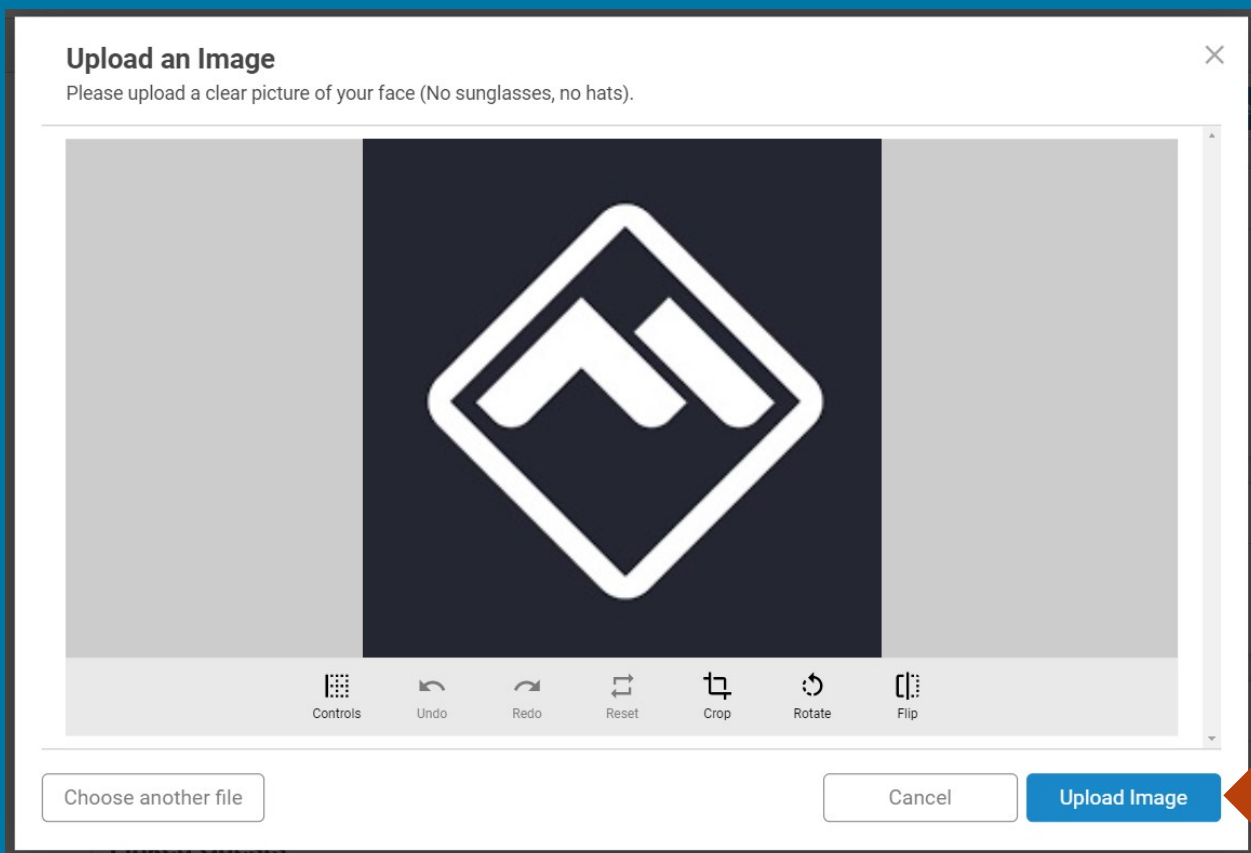 Upload an Image
Please upload a clear picture of your face (No sunglasses, no hats).
Controls
Undo
Redo
Reset
Crop
Rotate
Flip
Choose another file
Cancel
Upload Image